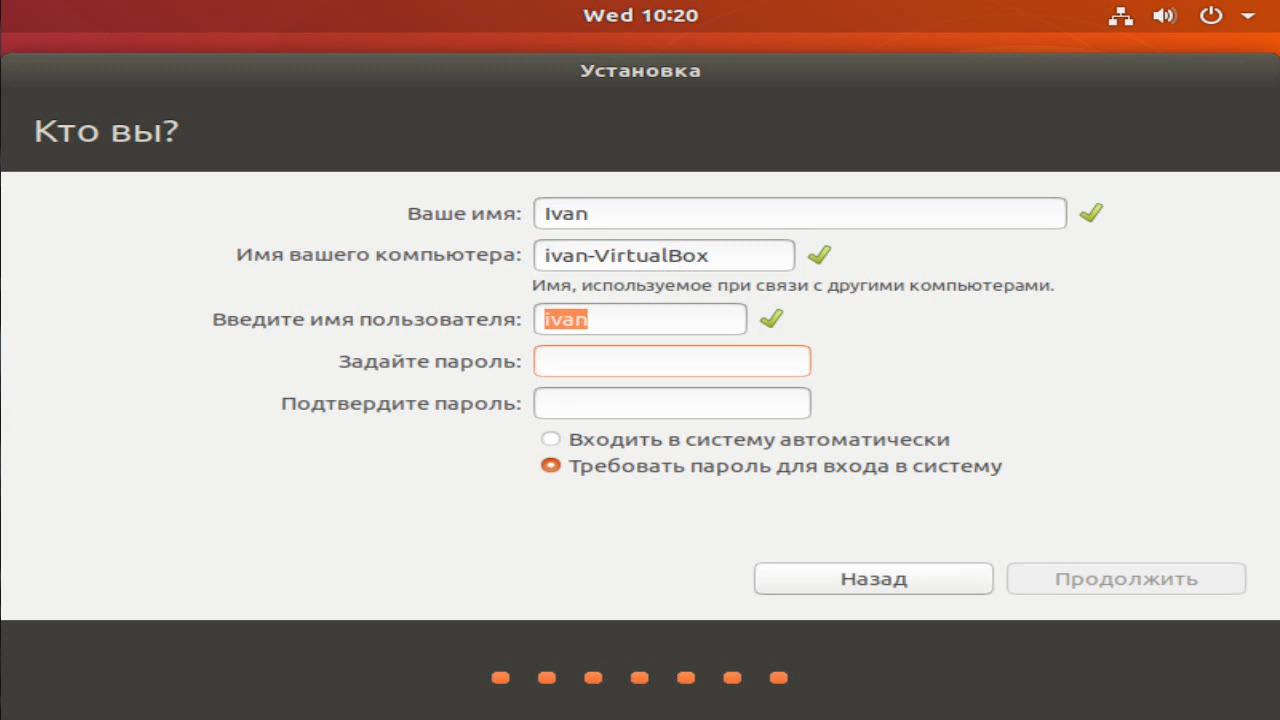 Wed 10:20
Установка
Кто вы?
Ваше имя: Ivan
Имя вашего компьютера: ivan-VirtualBox
Имя, используемое при связи с другими компьютерами.
Введите имя пользователя: ivan
Задайте пароль:
Подтвердите пароль:
Входить в систему автоматически
Требовать пароль для входа в систему
Назад Продолжить